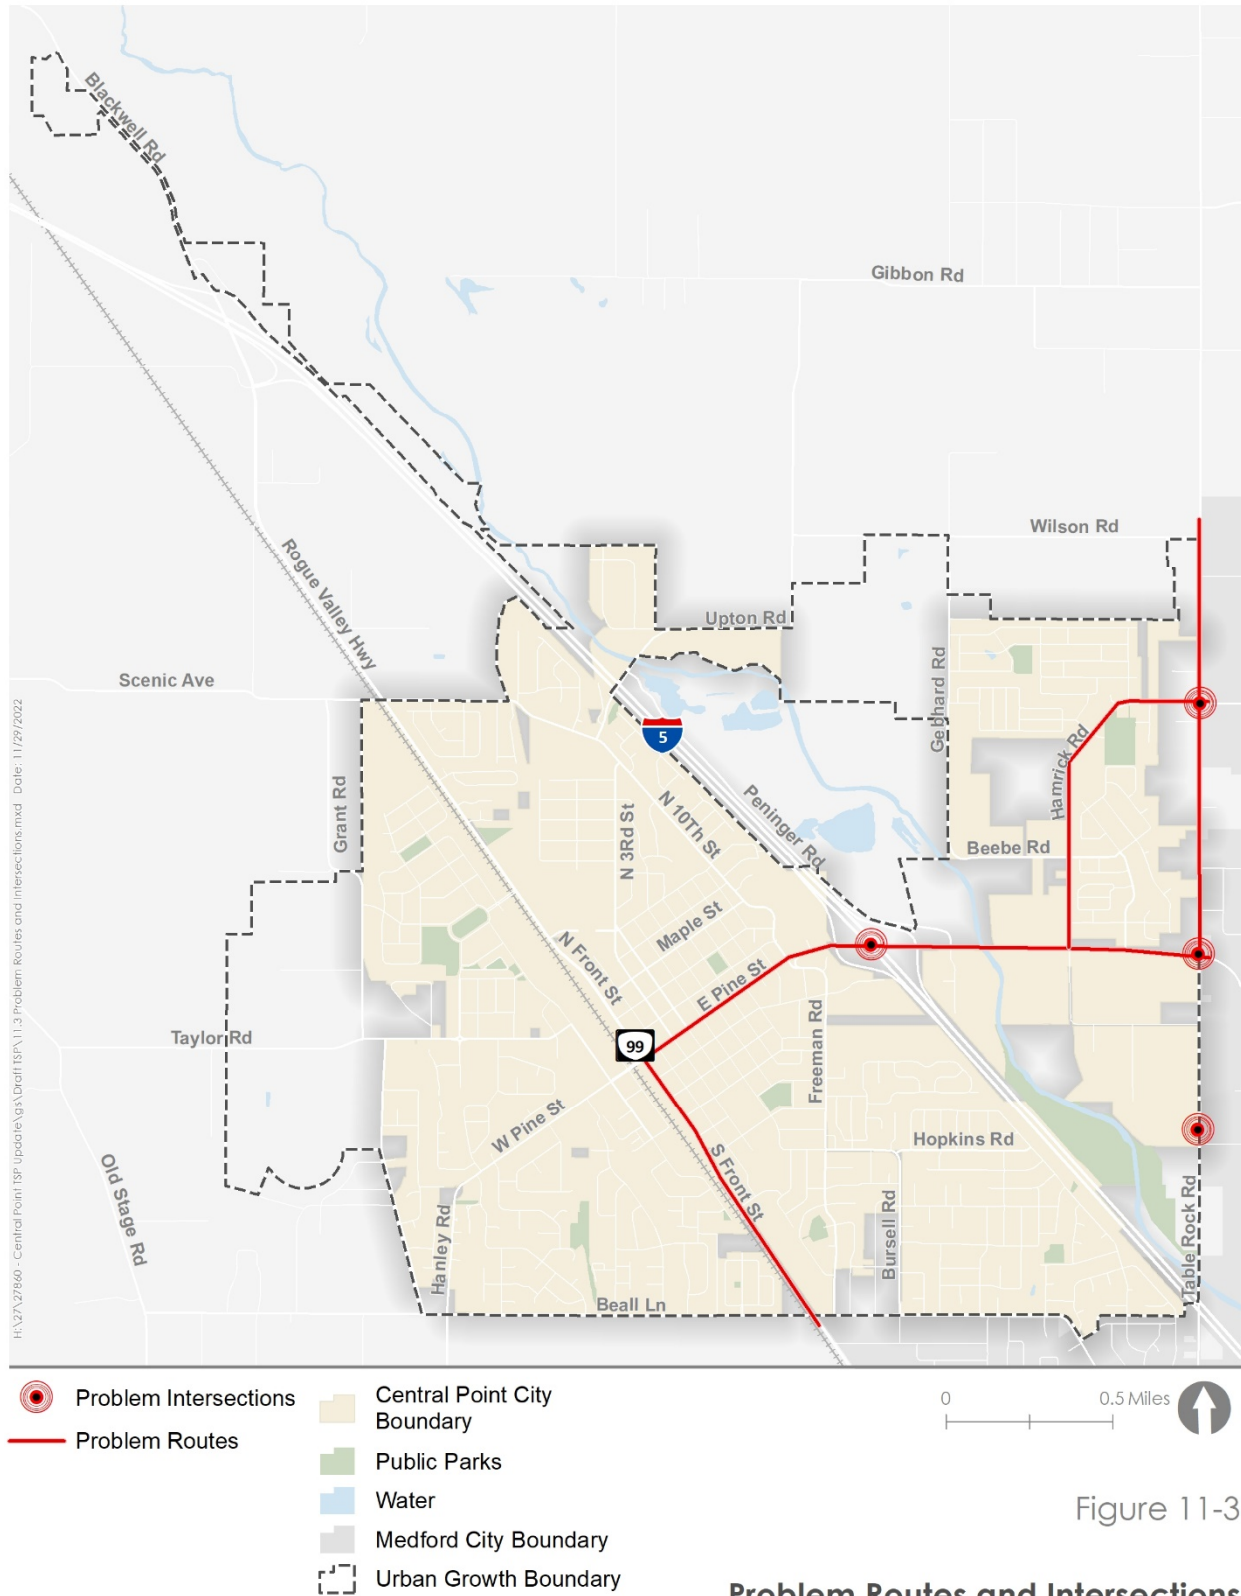 Blackwell Rd
Gibbon Rd
Wilson Rd
Rogue Valley Hwy
Upton Rd
Scenic Ave
Gebhard Rd
5
Hamrick Rd
Grant Rd
N 3Rd St
N 10Th St
Peninger Rd
Beebe Rd
Maple St
N Front St
E Pine St
99
Taylor Rd
Freeman Rd
W Pine St
Hopkins Rd
S Front St
Old Stage Rd
Hanley Rd
Bursell Rd
Table Rock Rd
Beall Ln
H:\27\27860 - Central Point TSP Update\gis\Draft TSP\11.3 Problem Routes and Intersections.mxd Date: 11/29/2022
Problem Intersections
Problem Routes
Central Point City
Boundary
Public Parks
Water
Medford City Boundary
Urban Growth Boundary
0 0.5 Miles
Figure 11-3
Problem Routes and Intersections